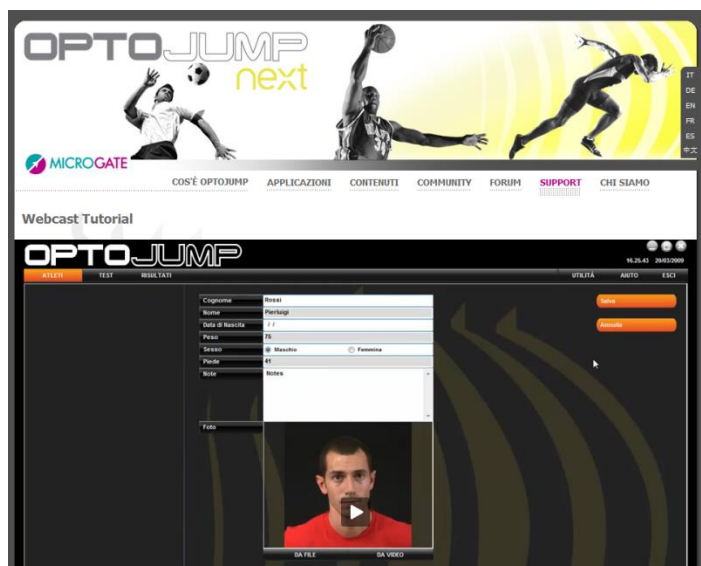 OPTOJUMP
next
IT
DE
EN
FR
ES
中文
MICROGATE
COS'È OPTOJUMP APPLICAZIONI CONTENUTI COMMUNITY FORUM SUPPORT CHI SIAMO
Webcast Tutorial
OPTOJUMP
16.25.43 20/03/2009
ATLETI TEST RISULTATI UTILITÀ AIUTO ESCI
Cognome Rossi
Salva
Nome Pierluigi
Data di Nascita / /
Annulla
Peso 75
Sesso Maschio Femmina
Piede 41
Note Notes
Foto
DA FILE DA VIDEO